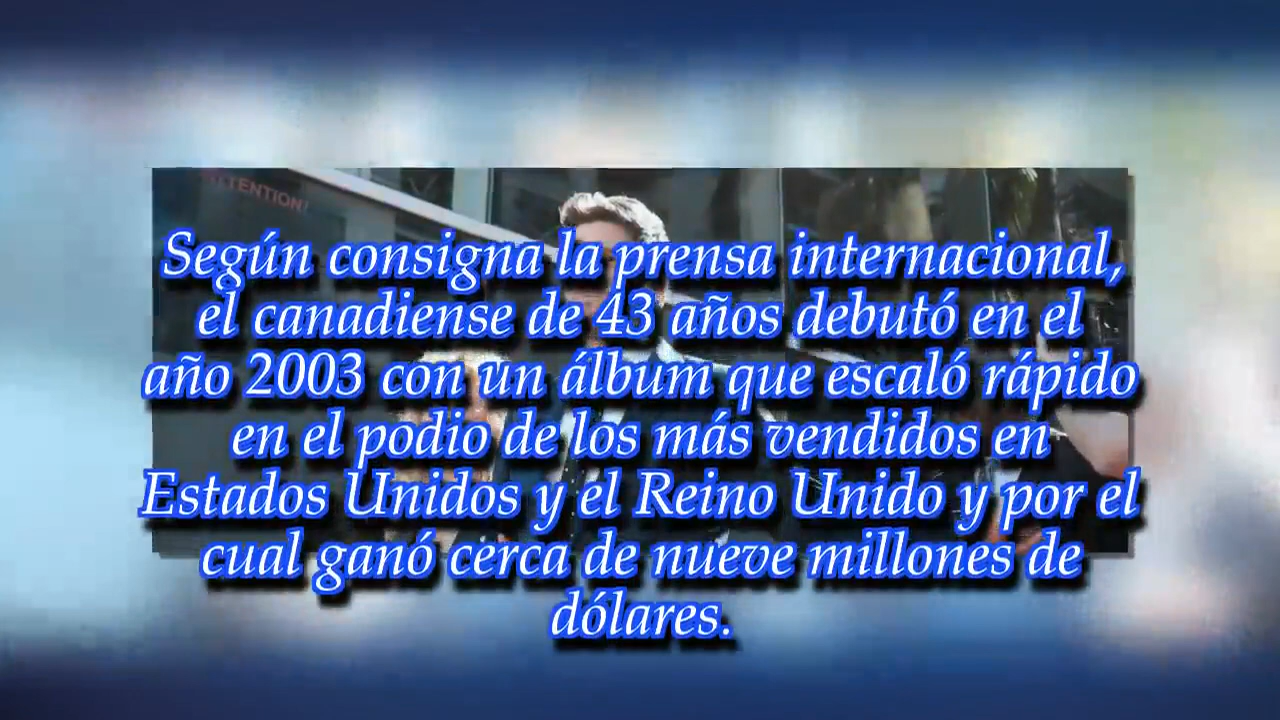 ATTENTION!
Según consigna la prensa internacional,
el canadiense de 43 años debutó en el
año 2003 con un álbum que escaló rápido
en el podio de los más vendidos en
Estados Unidos y el Reino Unido y por el
cual ganó cerca de nueve millones de
dólares.